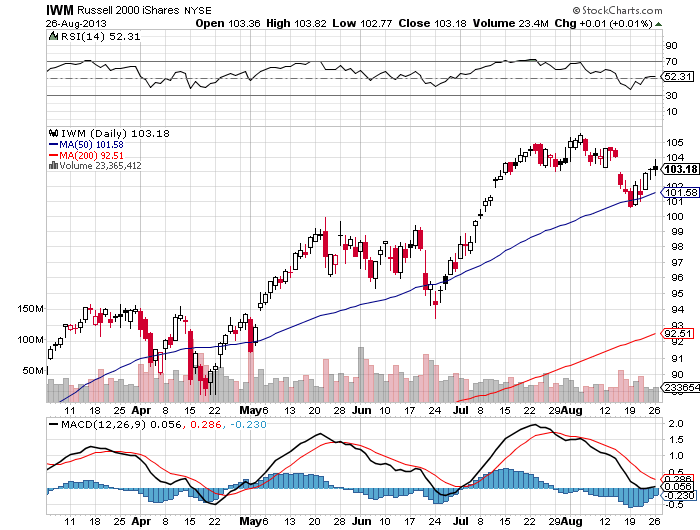 IWM Russell 2000 iShares NYSE © StockCharts.com
26-Aug-2013 Open 103.36 High 103.82 Low 102.77 Close 103.18 Volume 23.4M Chg +0.01 (+0.01%)
RSI(14) 52.31
90
70
52.31
30
10
IWM (Daily) 103.18
MA(50) 101.58
MA(200) 92.51
Volume 23,365,412
105
104
103.18
102
101.58
101
100
99
98
97
96
95
94
93
92.51
91
90
88
150M
100M
50M
233654
11 18 25 Apr 8 15 22 May 6 13 20 28 Jun 10 17 24 Jul 8 15 22 29 Aug 12 19 26
MACD(12,26,9) 0.056, 0.286, -0.230
2.0
1.5
1.0
0.5
0.286
0.056
-0.230
11 18 25 Apr 8 15 22 May 6 13 20 28 Jun 10 17 24 Jul 8 15 22 29 Aug 12 19 26